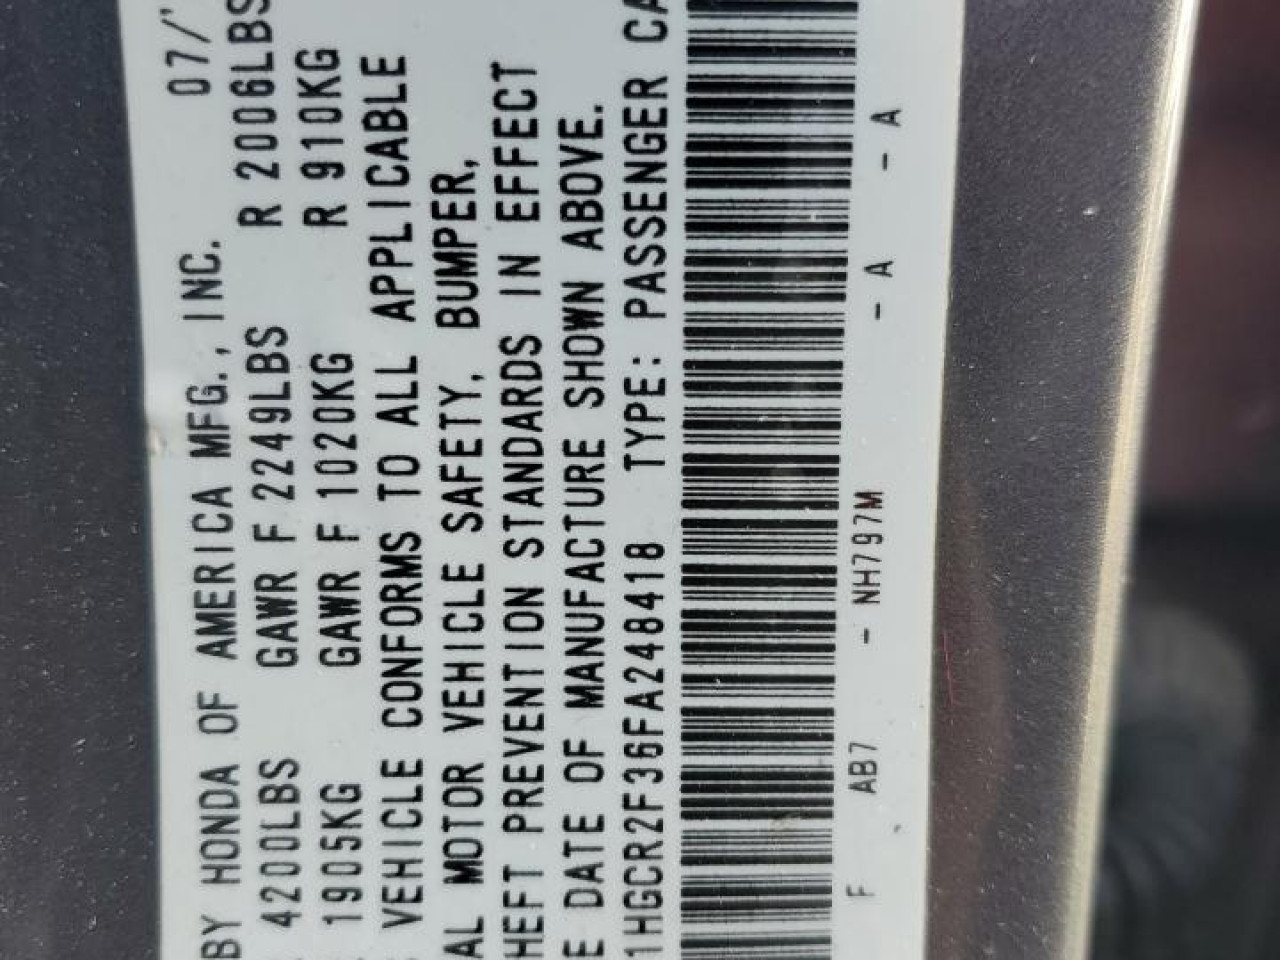 BY HONDA OF AMERICA MFG., INC. 07/
4200LBS GAWR F 2249LBS R 2006LBS
1905KG GAWR F 1020KG R 910KG
VEHICLE CONFORMS TO ALL APPLICABLE
AL MOTOR VEHICLE SAFETY, BUMPER,
HEFT PREVENTION STANDARDS IN EFFECT
E DATE OF MANUFACTURE SHOWN ABOVE.
1HGCR2F36FA248418 TYPE: PASSENGER CA
F AB7 - NH797M - A - A